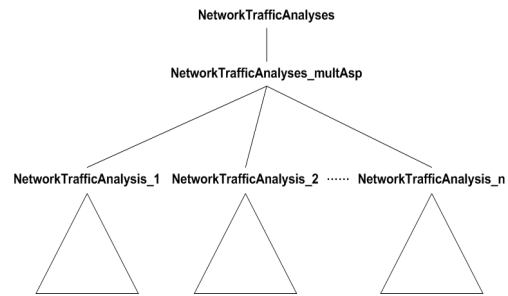 NetworkTrafficAnalyses
NetworkTrafficAnalyses_multAsp
NetworkTrafficAnalysis_1 NetworkTrafficAnalysis_2 ······ NetworkTrafficAnalysis_n